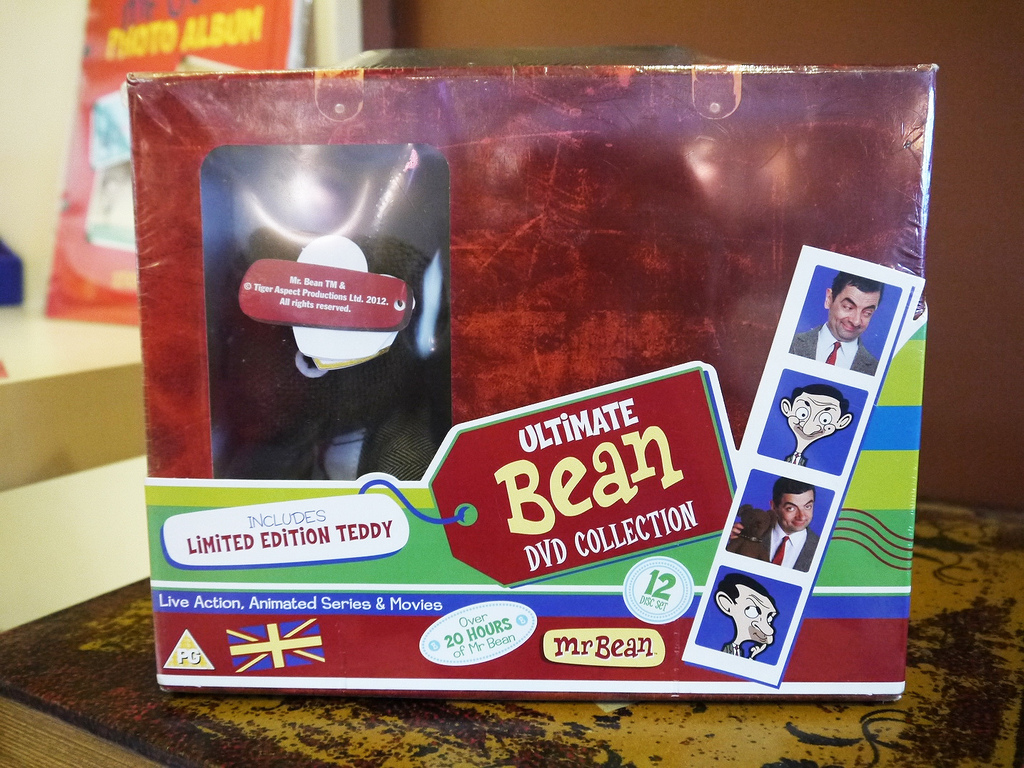 PHOTO ALBUM
Mr. Bean TM &
© Tiger Aspect Productions Ltd. 2012.
All rights reserved.
ULTiMATE
Bean
DVD COLLECTION
INCLUDES
LiMiTED EDiTiON TEDDY
12
DISC SET
Live Action, Animated Series & Movies
PG
Over
20 HOURS
of Mr Bean
mr Bean